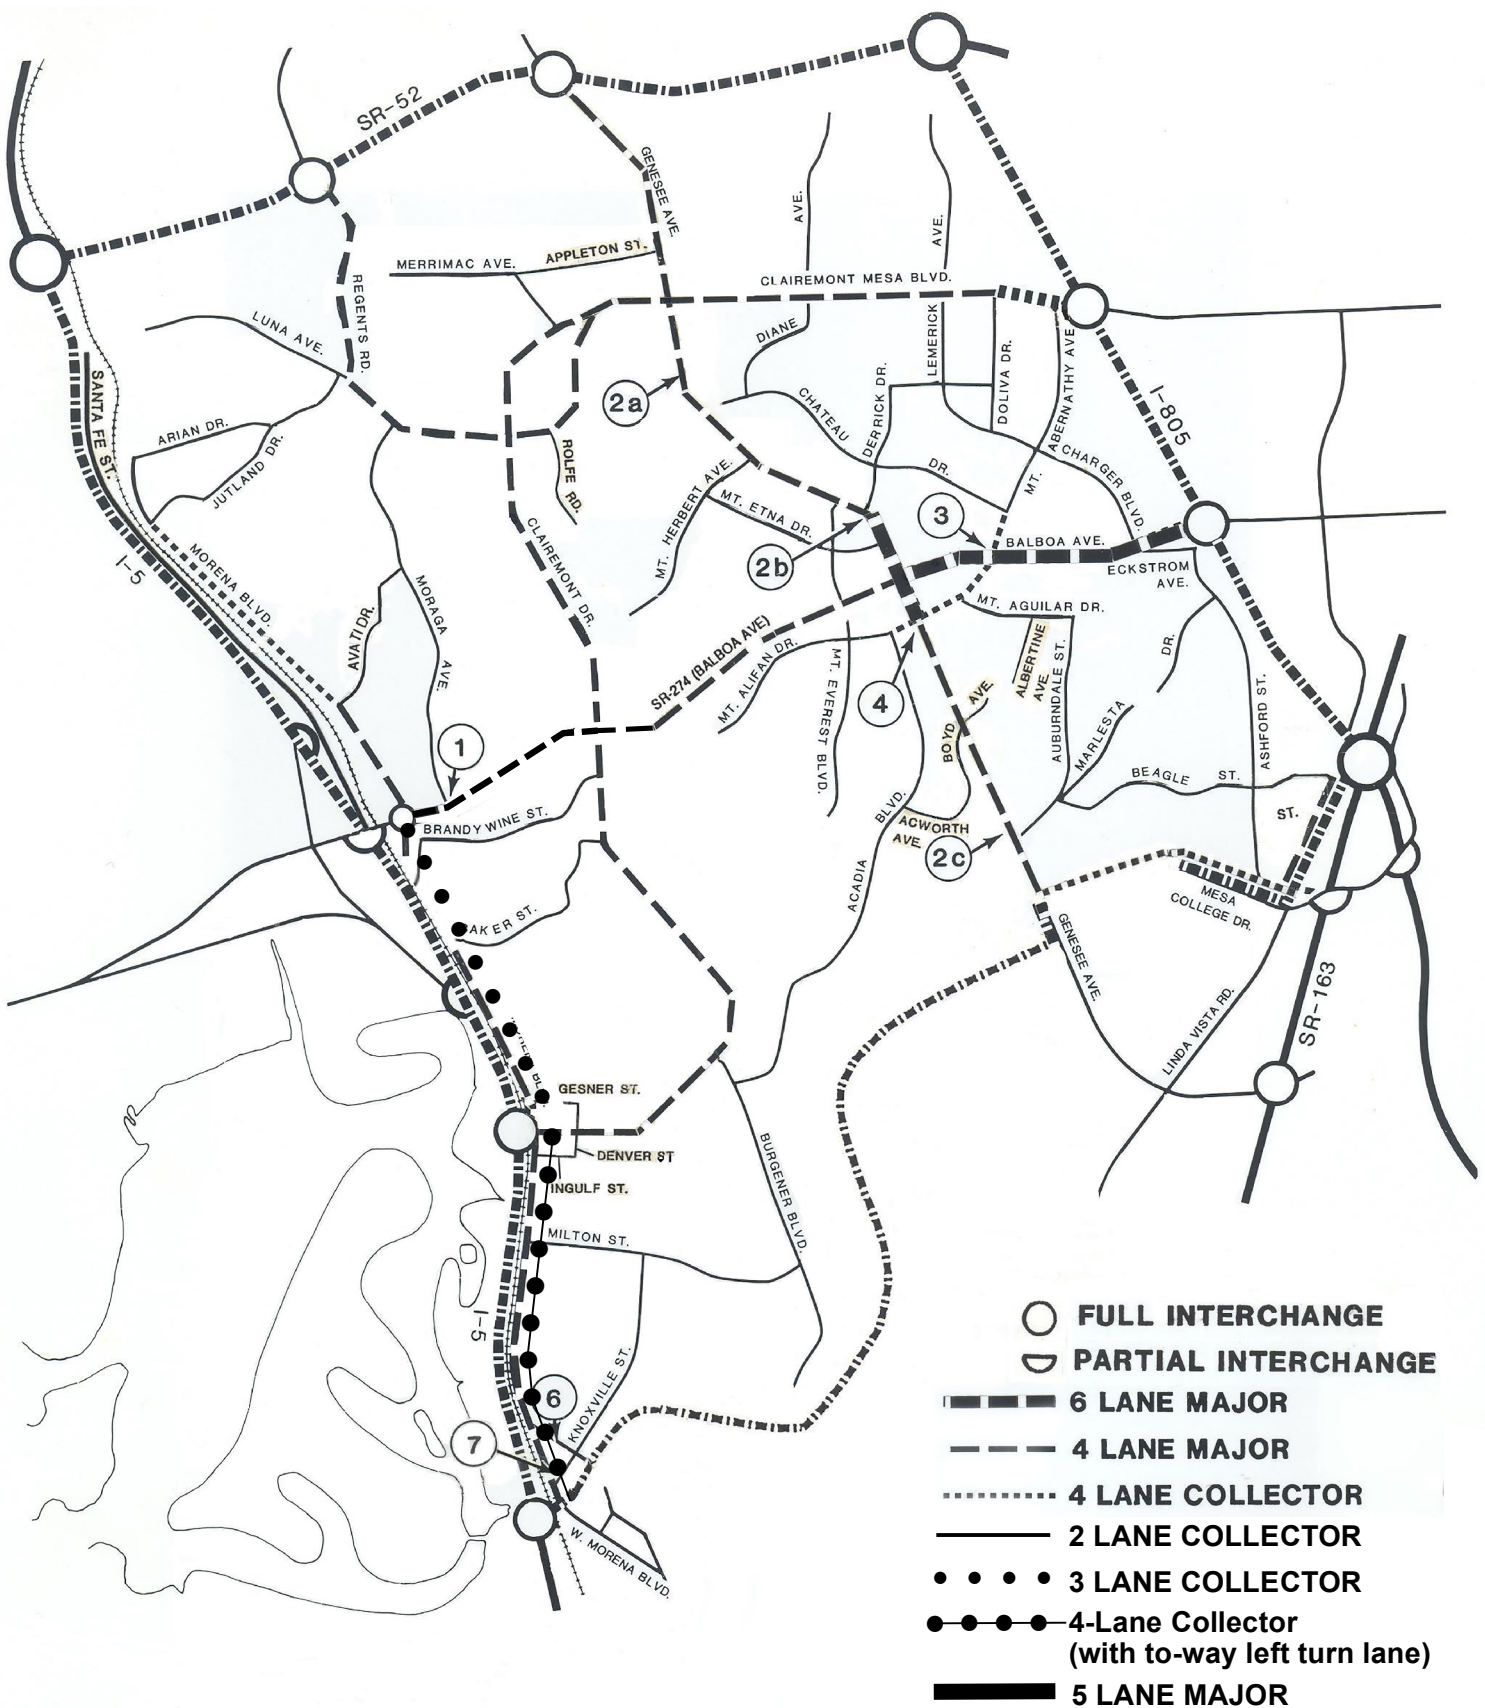 SR-52
GENESEE AVE.
AVE.
AVE.
MERRIMAC AVE.
APPLETON ST.
CLAIREMONT MESA BLVD.
REGENTS RD.
LUNA AVE.
DIANE
LEMERICK
DOLIVA DR.
MT. ABERNATHY AVE
I-805
SANTA FE ST.
2a
CHATEAU
DR.
DERRICK DR.
CHARGER BLVD.
ARIAN DR.
JUTLAND DR.
ROLFE RD.
MT. HERBERT AVE.
MT. ETNA DR.
3
BALBOA AVE.
ECKSTROM
AVE.
2b
I-5
MORENA BLVD.
CLAIREMONT DR.
MORAGA AVE.
AVATI DR.
MT. AGUILAR DR.
SR-274 (BALBOA AVE)
MT. ALIFAN DR.
MT. EVEREST BLVD.
4
ALBERTINE
AVE.
AUBURNDALE ST.
DR.
MARLESTA
ASHFORD ST.
BOYD
AVE.
1
BEAGLE ST.
ST.
BRANDYWINE ST.
ACADIA
BLVD.
ACWORTH
AVE.
2c
MESA
COLLEGE DR.
AKER ST.
GENESEE AVE.
LINDA VISTA RD.
SR-163
GESNER ST.
DENVER ST
INGULF ST.
BURGENER BLVD.
MILTON ST.
I-5
KNOXVILLE ST.
6
7
W. MORENA BLVD.
FULL INTERCHANGE
PARTIAL INTERCHANGE
6 LANE MAJOR
4 LANE MAJOR
4 LANE COLLECTOR
2 LANE COLLECTOR
3 LANE COLLECTOR
4-Lane Collector
(with to-way left turn lane)
5 LANE MAJOR